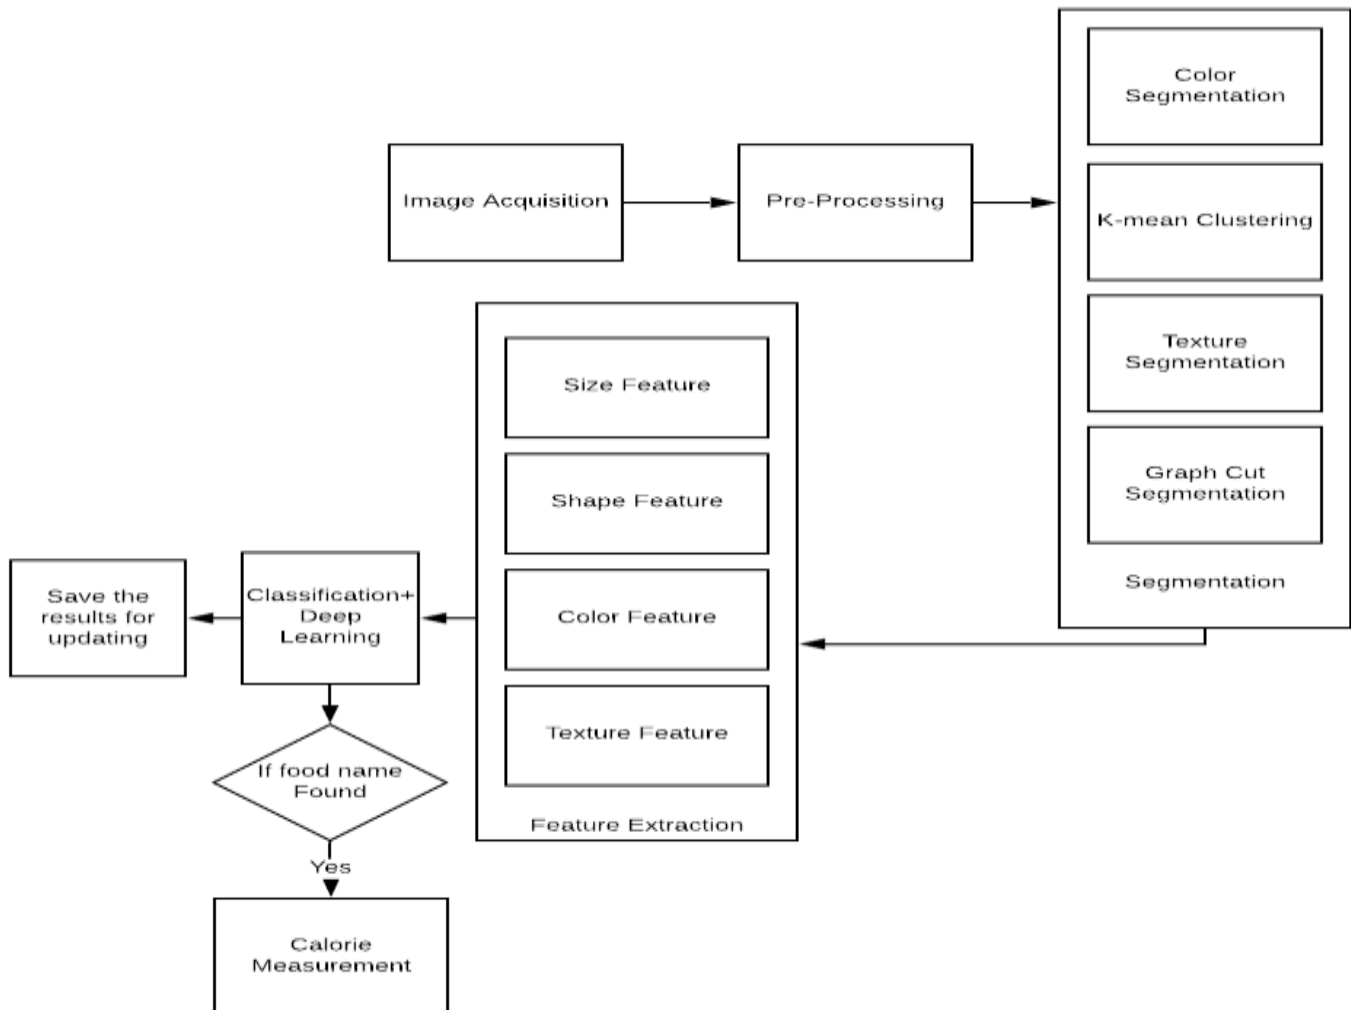 Image Acquisition
Pre-Processing
Color
Segmentation
K-mean Clustering
Texture
Segmentation
Graph Cut
Segmentation
Segmentation
Size Feature
Shape Feature
Color Feature
Texture Feature
Feature Extraction
Classification+
Deep
Learning
Save the
results for
updating
If food name
Found
Yes
Calorie
Measurement